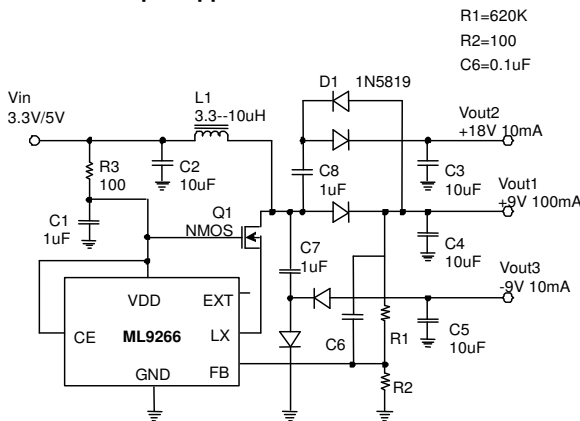 R1=620K
R2=100
C6=0.1uF
D1 1N5819
Vin
3.3V/5V
L1
3.3--10uH
Vout2
+18V 10mA
R3
100
C2
10uF
C8
1uF
C3
10uF
Vout1
+9V 100mA
C1
1uF
Q1
NMOS
C7
1uF
C4
10uF
Vout3
-9V 10mA
VDD
EXT
CE
ML9266
LX
C6
R1
C5
10uF
GND
FB
R2